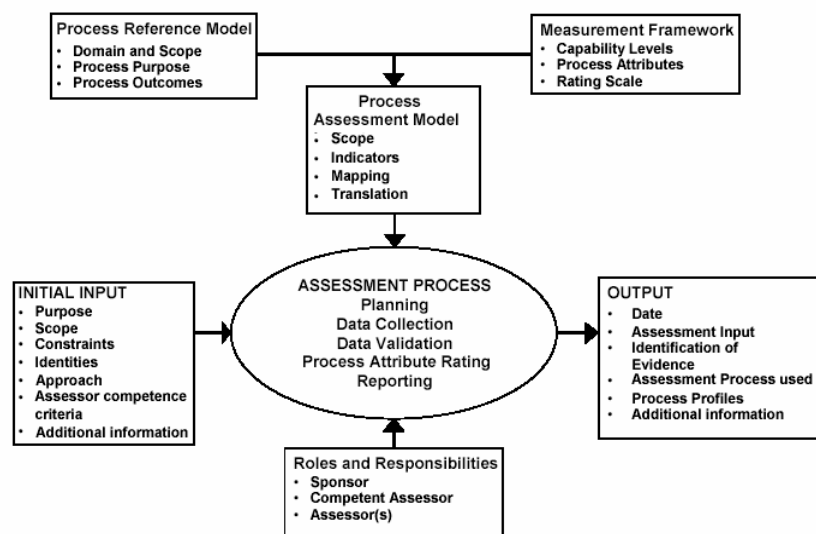 Process Reference Model
• Domain and Scope
• Process Purpose
• Process Outcomes
Measurement Framework
• Capability Levels
• Process Attributes
• Rating Scale
Process
Assessment Model
• Scope
• Indicators
• Mapping
• Translation
INITIAL INPUT
• Purpose
• Scope
• Constraints
• Identities
• Approach
• Assessor competence
criteria
• Additional information
ASSESSMENT PROCESS
Planning
Data Collection
Data Validation
Process Attribute Rating
Reporting
OUTPUT
• Date
• Assessment Input
• Identification of
Evidence
• Assessment Process used
• Process Profiles
• Additional information
Roles and Responsibilities
• Sponsor
• Competent Assessor
• Assessor(s)